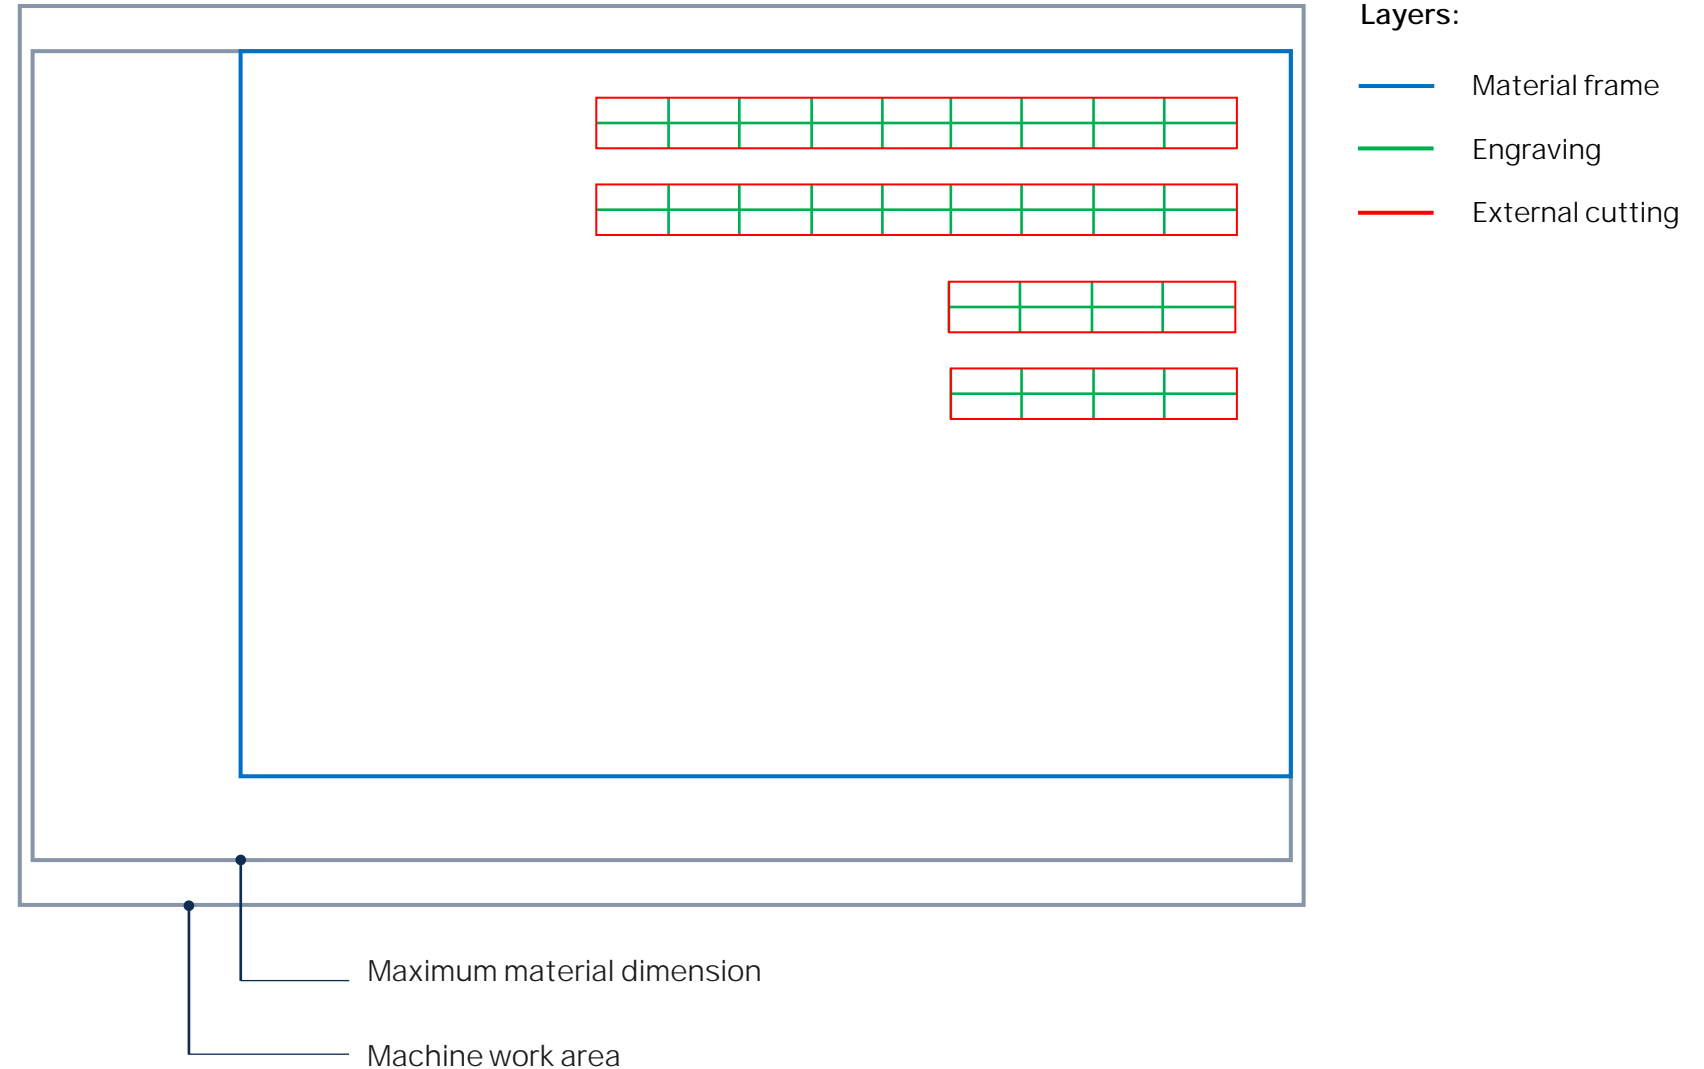 Layers:
Material frame
Engraving
External cutting
Maximum material dimension
Machine work area